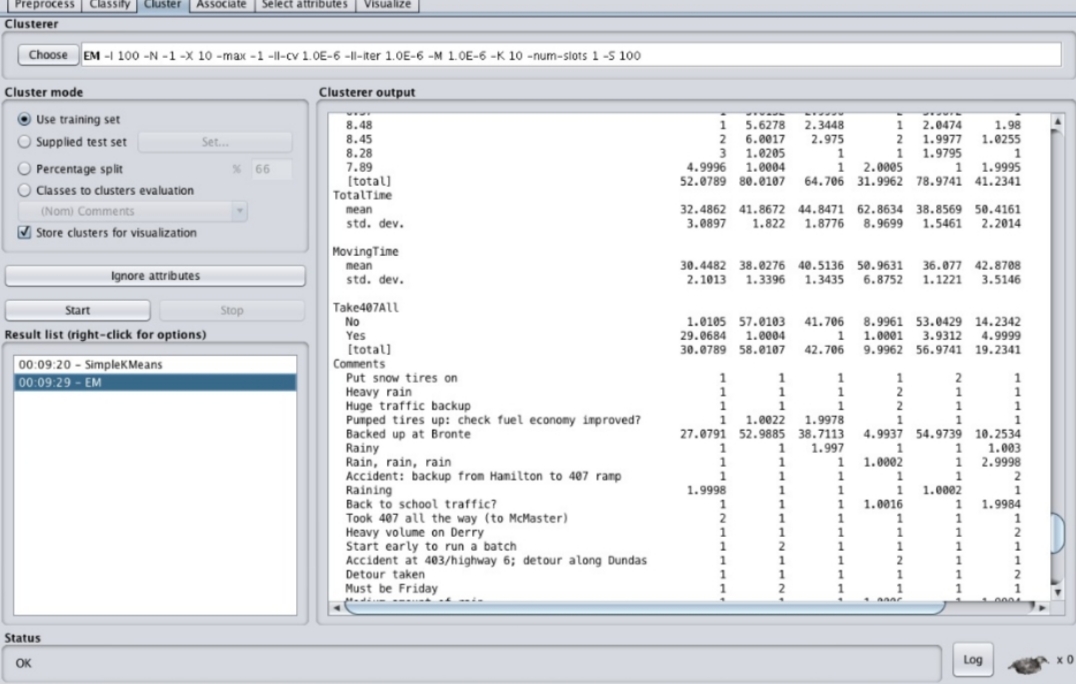 Preprocess Classify Cluster Associate Select attributes Visualize
Clusterer
Choose EM -I 100 -N -1 -X 10 -max -1 -ll-cv 1.0E-6 -ll-iter 1.0E-6 -M 1.0E-6 -K 10 -num-slots 1 -S 100
Cluster mode
Use training set
Supplied test set Set...
Percentage split % 66
Classes to clusters evaluation
(Nom) Comments
Store clusters for visualization
Ignore attributes
Start Stop
Result list (right-click for options)
00:09:20 - SimpleKMeans
00:09:29 - EM
Clusterer output
8.48 1 5.6278 2.3448 1 2.0474 1.98
8.45 2 6.0017 2.975 2 1.9977 1.0255
8.28 3 1.0205 1 1 1.9795 1
7.89 4.9996 1.0004 1 2.0005 1 1.9995
[total] 52.0789 80.0107 64.706 31.9962 78.9741 41.2341
TotalTime
mean 32.4862 41.8672 44.8471 62.8634 38.8569 50.4161
std. dev. 3.0897 1.822 1.8776 8.9699 1.5461 2.2014
MovingTime
mean 30.4482 38.0276 40.5136 50.9631 36.077 42.8708
std. dev. 2.1013 1.3396 1.3435 6.8752 1.1221 3.5146
Take407All
No 1.0105 57.0103 41.706 8.9961 53.0429 14.2342
Yes 29.0684 1.0004 1 1.0001 3.9312 4.9999
[total] 30.0789 58.0107 42.706 9.9962 56.9741 19.2341
Comments
Put snow tires on 1 1 1 1 2 1
Heavy rain 1 1 1 2 1 1
Huge traffic backup 1 1 1 2 1 1
Pumped tires up: check fuel economy improved? 1 1.0022 1.9978 1 1 1
Backed up at Bronte 27.0791 52.9885 38.7113 4.9937 54.9739 10.2534
Rainy 1 1 1.997 1 1 1.003
Rain, rain, rain 1 1 1 1.0002 1 2.9998
Accident: backup from Hamilton to 407 ramp 1 1 1 1 1 2
Raining 1.9998 1 1 1 1.0002 1
Back to school traffic? 1 1 1 1.0016 1 1.9984
Took 407 all the way (to McMaster) 2 1 1 1 1 1
Heavy volume on Derry 1 1 1 1 1 2
Start early to run a batch 1 2 1 1 1 1
Accident at 403/highway 6; detour along Dundas 1 1 1 2 1 1
Detour taken 1 1 1 1 1 2
Must be Friday 1 2 1 1 1 1
Status
OK
Log x 0